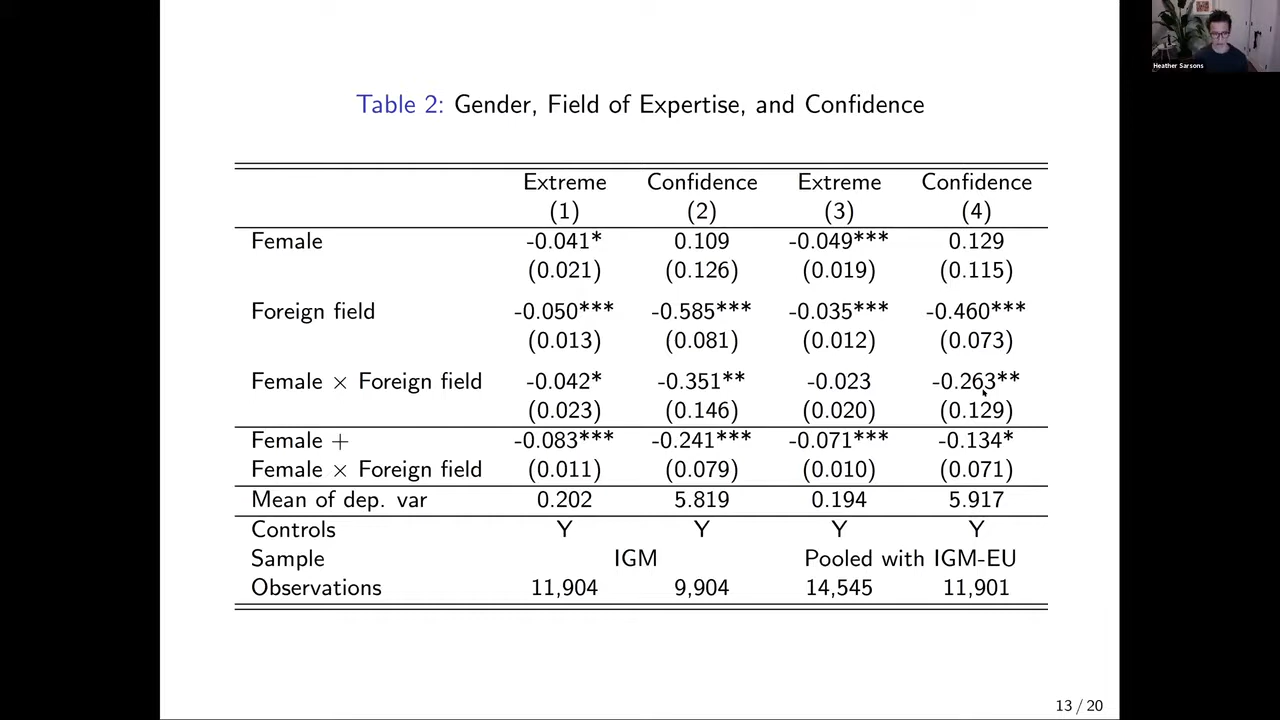 Heather Sarsons
Table 2: Gender, Field of Expertise, and Confidence
Extreme Confidence Extreme Confidence
(1) (2) (3) (4)
Female -0.041* 0.109 -0.049*** 0.129
(0.021) (0.126) (0.019) (0.115)
Foreign field -0.050*** -0.585*** -0.035*** -0.460***
(0.013) (0.081) (0.012) (0.073)
Female × Foreign field -0.042* -0.351** -0.023 -0.263**
(0.023) (0.146) (0.020) (0.129)
Female + -0.083*** -0.241*** -0.071*** -0.134*
Female × Foreign field (0.011) (0.079) (0.010) (0.071)
Mean of dep. var 0.202 5.819 0.194 5.917
Controls Y Y Y Y
Sample IGM Pooled with IGM-EU
Observations 11,904 9,904 14,545 11,901
13 / 20